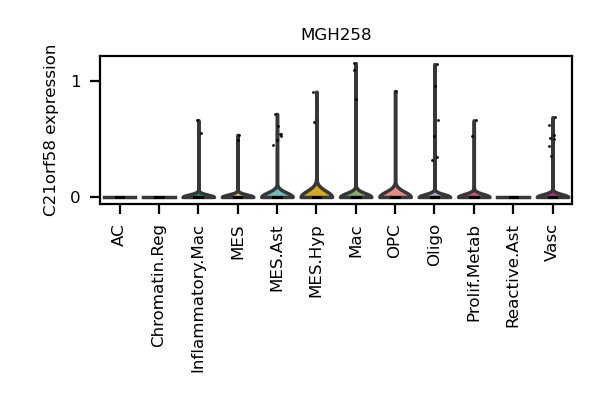 MGH258
C21orf58 expression
1
0
AC
Chromatin.Reg
Inflammatory.Mac
MES
MES.Ast
MES.Hyp
Mac
OPC
Oligo
Prolif.Metab
Reactive.Ast
Vasc